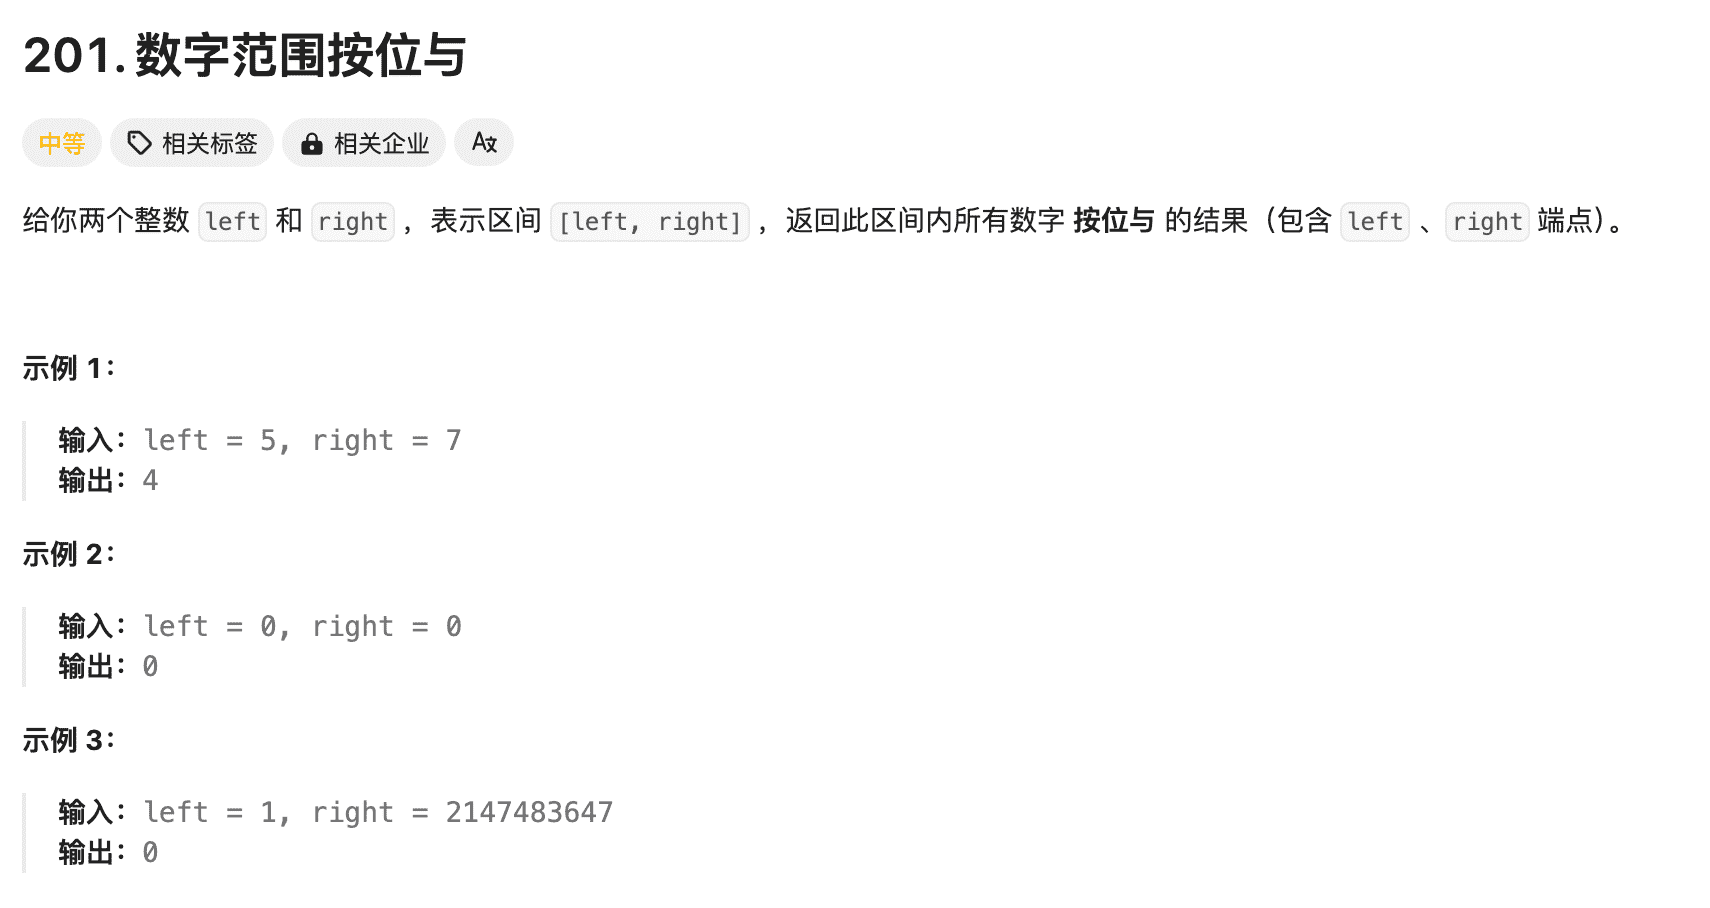 201. 数字范围按位与
中等 相关标签 相关企业 A文
给你两个整数 left 和 right ，表示区间 [left, right] ，返回此区间内所有数字 按位与 的结果（包含 left 、right 端点）。
示例 1：
输入：left = 5, right = 7
输出：4
示例 2：
输入：left = 0, right = 0
输出：0
示例 3：
输入：left = 1, right = 2147483647
输出：0